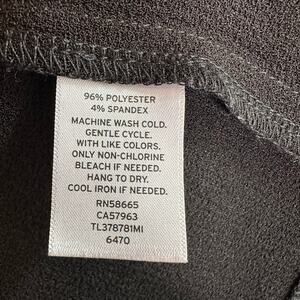 96% POLYESTER
4% SPANDEX
MACHINE WASH COLD.
GENTLE CYCLE.
WITH LIKE COLORS.
ONLY NON-CHLORINE
BLEACH IF NEEDED.
HANG TO DRY.
COOL IRON IF NEEDED.
RN58665
CA57963
TL378781MI
6470